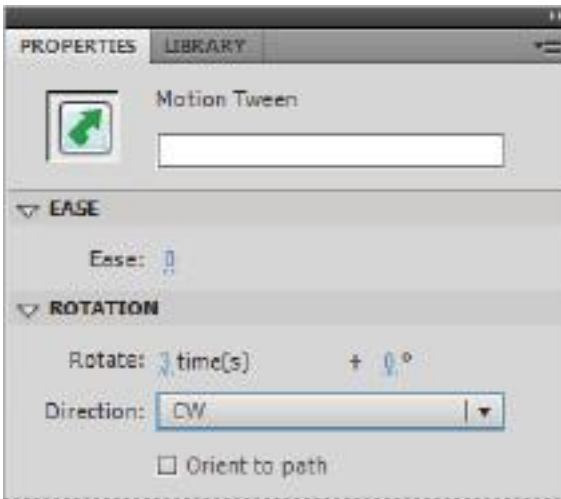 PROPERTIES LIBRARY
Motion Tween
EASE
Ease: 0
ROTATION
Rotate: 3 time(s) + 0°
Direction: CW
Orient to path